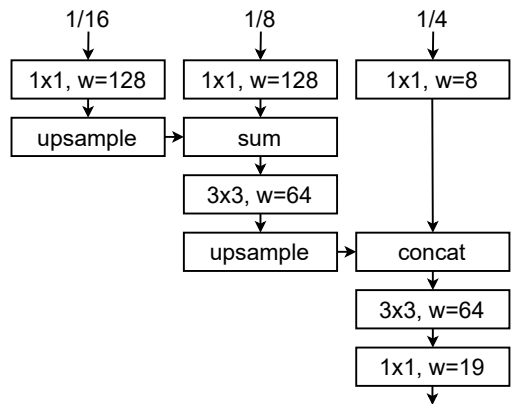 1/16 1/8 1/4
1x1, w=128 1x1, w=128 1x1, w=8
upsample sum
3x3, w=64
upsample concat
3x3, w=64
1x1, w=19